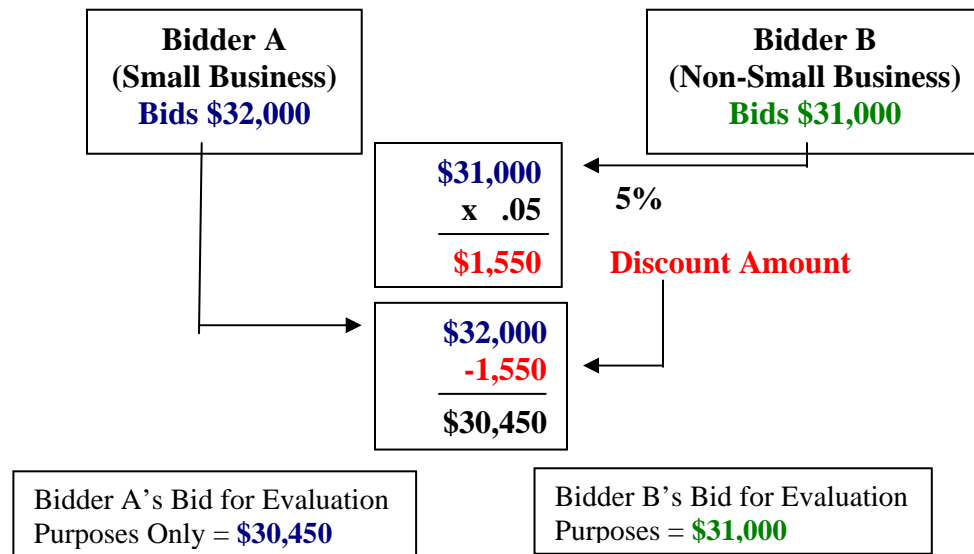 Bidder A
(Small Business)
Bids $32,000
Bidder B
(Non-Small Business)
Bids $31,000
$31,000
x .05
$1,550
5%
Discount Amount
$32,000
-1,550
$30,450
Bidder A’s Bid for Evaluation
Purposes Only = $30,450
Bidder B’s Bid for Evaluation
Purposes = $31,000